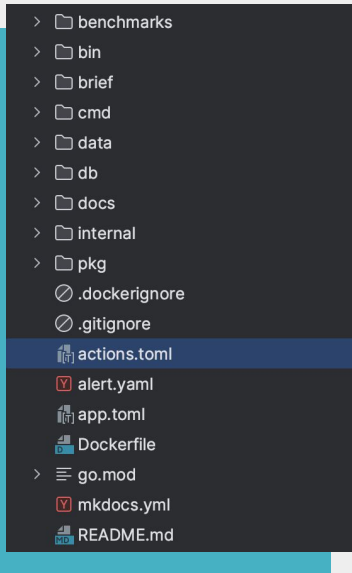 benchmarks
bin
brief
cmd
data
db
docs
internal
pkg
.dockerignore
.gitignore
actions.toml
alert.yaml
app.toml
Dockerfile
go.mod
mkdocs.yml
README.md